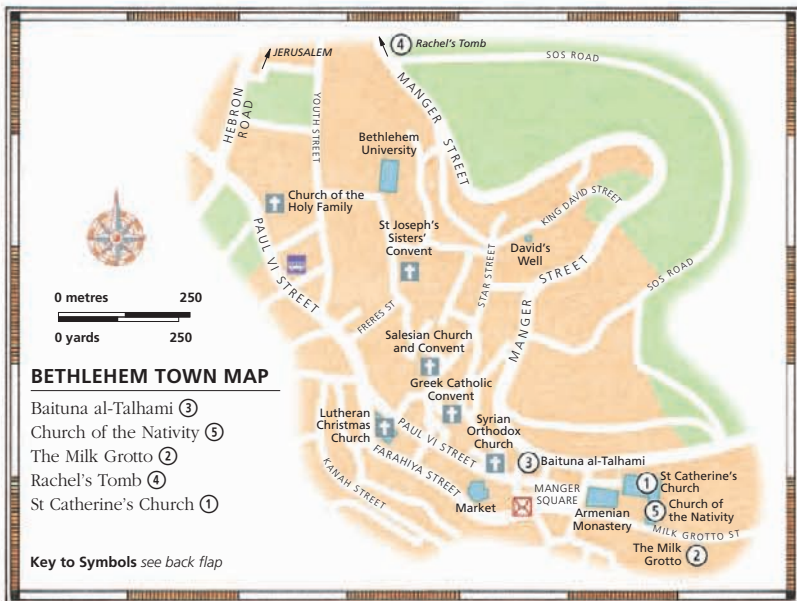 4 Rachel's Tomb
JERUSALEM
SOS ROAD
HEBRON
ROAD
YOUTH STREET
MANGER
STREET
Bethlehem
University
Church of the
Holy Family
KING DAVID STREET
St Joseph's
Sisters'
Convent
David's
Well
STAR STREET
PAUL VI STREET
MANGER STREET
SOS ROAD
0 metres 250
0 yards 250
FRERES ST
Salesian Church
and Convent
BETHLEHEM TOWN MAP
Baituna al-Talhami 3
Church of the Nativity 5
The Milk Grotto 2
Rachel's Tomb 4
St Catherine's Church 1
Greek Catholic
Convent
Lutheran
Christmas
Church
PAUL VI STREET
Syrian
Orthodox
Church
FARAHIYA STREET
3 Baituna al-Talhami
KANAH STREET
Market
MANGER
SQUARE
Armenian
Monastery
1 St Catherine's
Church
5 Church of
the Nativity
MILK GROTTO ST
The Milk
Grotto 2
Key to Symbols see back flap